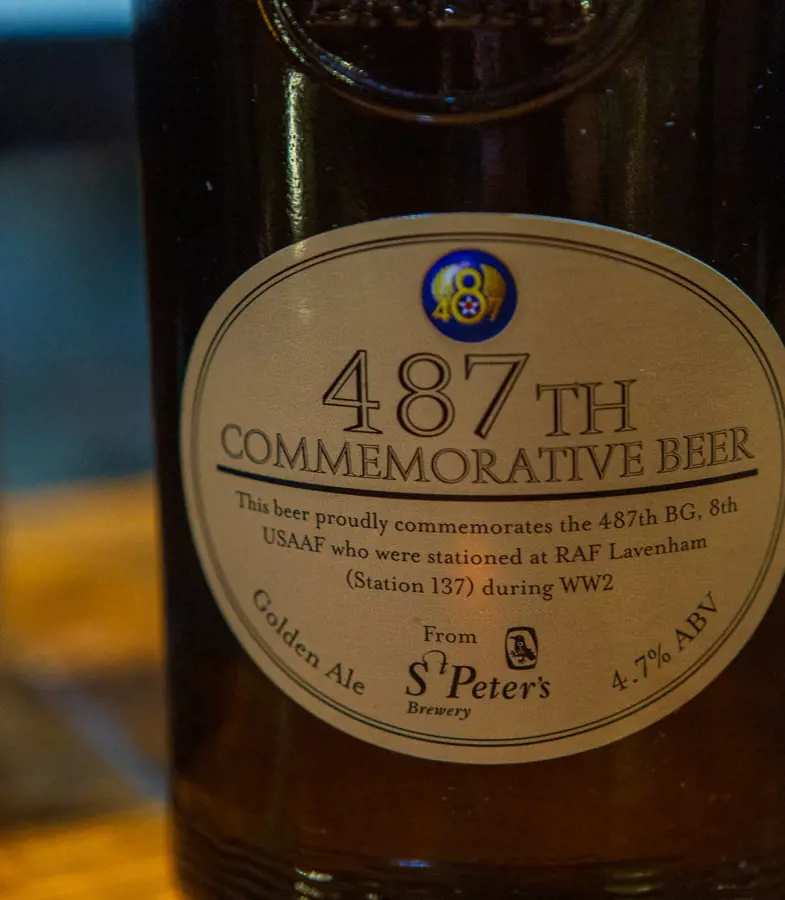 487
487TH
COMMEMORATIVE BEER
This beer proudly commemorates the 487th BG, 8th
USAAF who were stationed at RAF Lavenham
(Station 137) during WW2
Golden Ale
From
St Peter's
Brewery
4.7% ABV